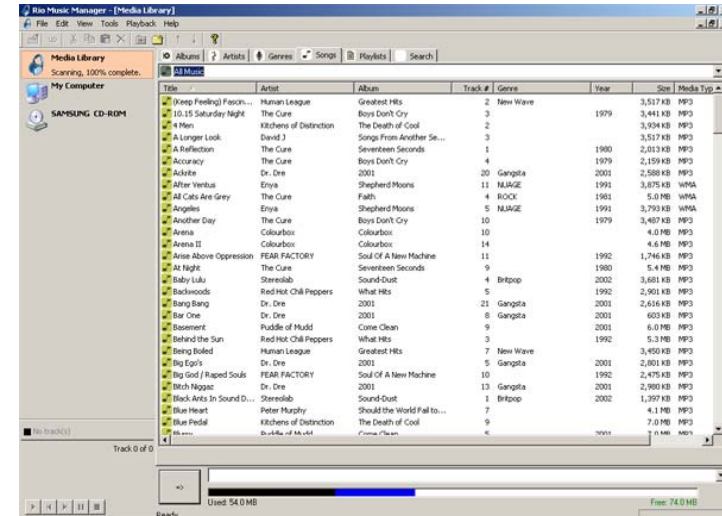 Rio Music Manager - [Media Library]
File Edit View Tools Playback Help
Media Library
Scanning, 100% complete.
My Computer
SAMSUNG CD-ROM
Albums Artists Genres Songs Playlists Search
All Music
Title Artist Album Track # Genre Year Size Media Typ
(Keep Feeling) Fascin... Human League Greatest Hits 2 New Wave 3,517 KB MP3
10.15 Saturday Night The Cure Boys Don't Cry 3 1979 3,441 KB MP3
4 Men Kitchens of Distinction The Death of Cool 2 3,934 KB MP3
A Longer Look David J Songs From Another Se... 3 3,517 KB MP3
A Reflection The Cure Seventeen Seconds 1 1980 2,013 KB MP3
Accuracy The Cure Boys Don't Cry 4 1979 2,159 KB MP3
Ackrite Dr. Dre 2001 20 Gangsta 2001 2,588 KB MP3
After Ventus Enya Shepherd Moons 11 NUAGE 1991 3,875 KB WMA
All Cats Are Grey The Cure Faith 4 ROCK 1981 5.0 MB WMA
Angeles Enya Shepherd Moons 5 NUAGE 1991 3,793 KB WMA
Another Day The Cure Boys Don't Cry 10 1979 3,487 KB MP3
Arena Colourbox Colourbox 10 4.0 MB MP3
Arena II Colourbox Colourbox 14 4.6 MB MP3
Arise Above Oppression FEAR FACTORY Soul Of A New Machine 11 1992 1,746 KB MP3
At Night The Cure Seventeen Seconds 9 1980 5.4 MB MP3
Baby Lulu Stereolab Sound-Dust 4 Britpop 2002 3,681 KB MP3
Backwoods Red Hot Chili Peppers What Hits 5 1992 2,901 KB MP3
Bang Bang Dr. Dre 2001 21 Gangsta 2001 2,616 KB MP3
Bar One Dr. Dre 2001 8 Gangsta 2001 603 KB MP3
Basement Puddle of Mudd Come Clean 9 2001 6.0 MB MP3
Behind the Sun Red Hot Chili Peppers What Hits 3 1992 5.3 MB MP3
Being Boiled Human League Greatest Hits 7 New Wave 3,450 KB MP3
Big Ego's Dr. Dre 2001 5 Gangsta 2001 2,801 KB MP3
Big God / Raped Souls FEAR FACTORY Soul Of A New Machine 10 1992 2,475 KB MP3
Bitch Niggaz Dr. Dre 2001 13 Gangsta 2001 2,980 KB MP3
Black Ants In Sound D... Stereolab Sound-Dust 1 Britpop 2002 1,397 KB MP3
Blue Heart Peter Murphy Should the World Fail to... 7 4.1 MB MP3
Blue Pedal Kitchens of Distinction The Death of Cool 9 7.0 MB MP3
Blurry Puddle of Mudd Come Clean 5 2001 7.0 MB MP3
No track(s)
Track 0 of 0
=>
Used: 54.0 MB Free: 74.0 MB
Ready